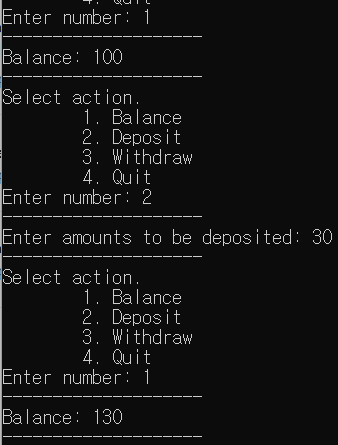 4. Quit
Enter number: 1
--------------------
Balance: 100
--------------------
Select action.
1. Balance
2. Deposit
3. Withdraw
4. Quit
Enter number: 2
--------------------
Enter amounts to be deposited: 30
--------------------
Select action.
1. Balance
2. Deposit
3. Withdraw
4. Quit
Enter number: 1
--------------------
Balance: 130
--------------------